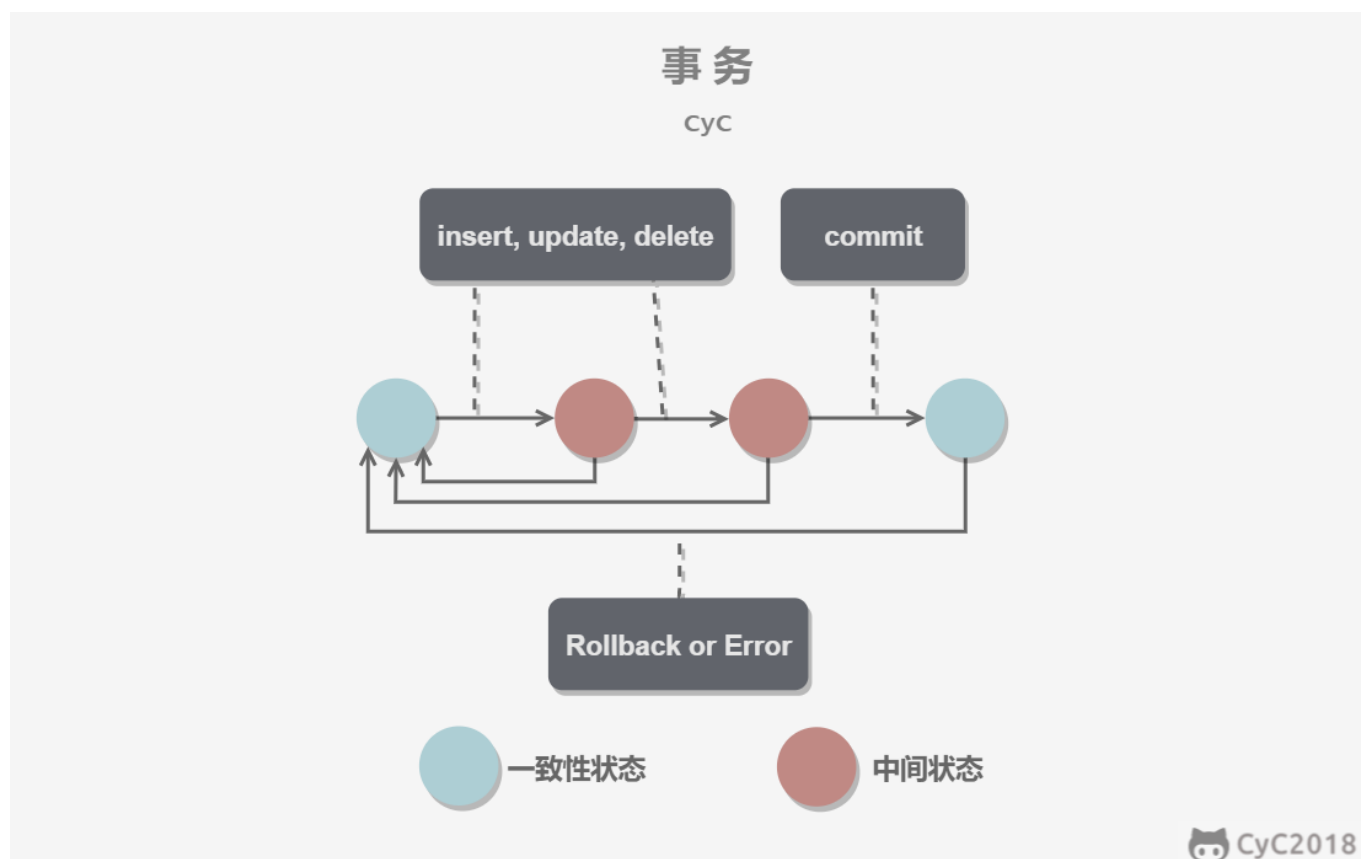 事务
CyC
insert, update, delete
commit
Rollback or Error
一致性状态
中间状态
CyC2018